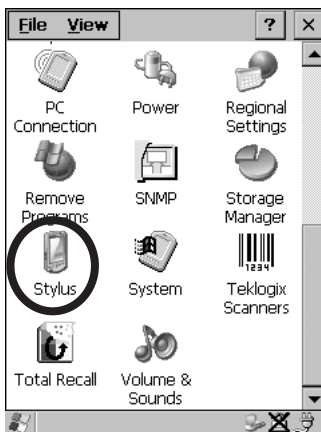 File View ?
PC
Connection
Power
Regional
Settings
Remove
Programs
SNMP
Storage
Manager
Stylus
System
1234
Teklogix
Scanners
Total Recall
Volume &
Sounds